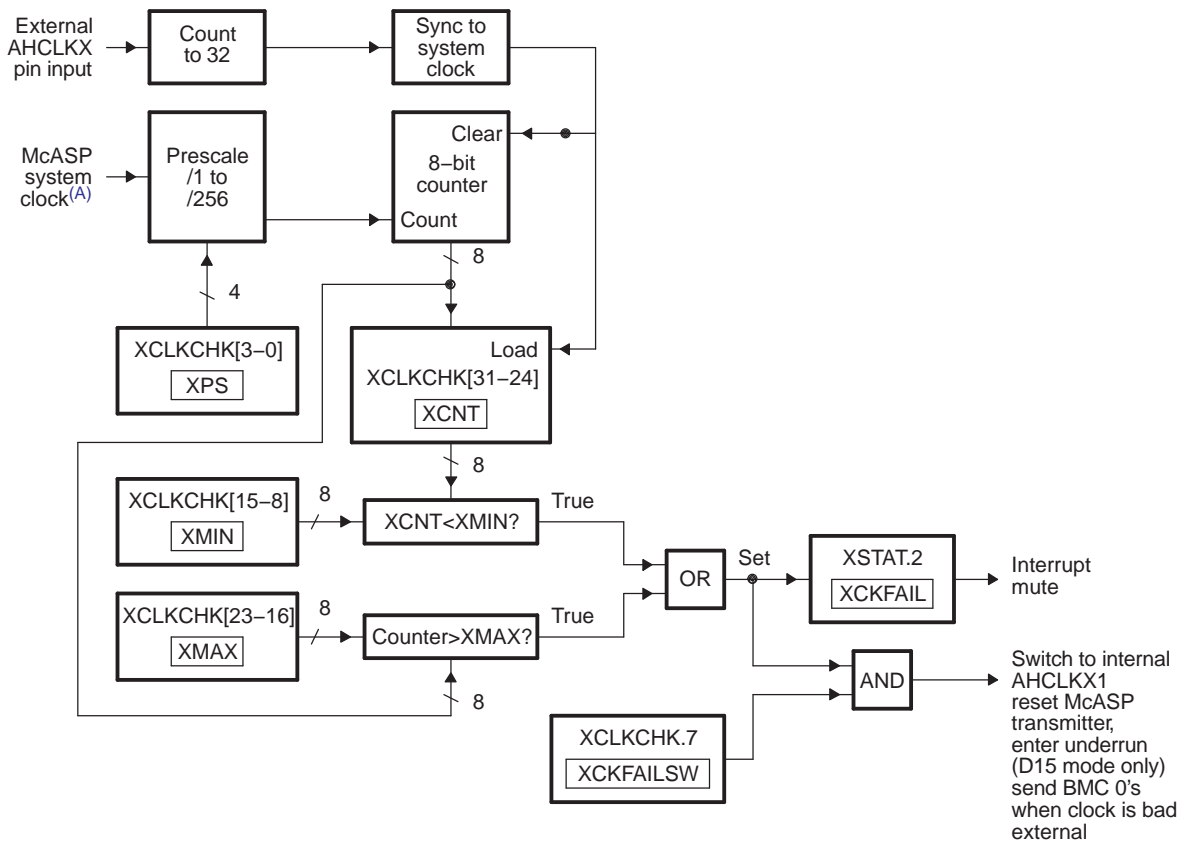 External
AHCLKX
pin input
Count
to 32
Sync to
system
clock
McASP
system
clock(A)
Prescale
/1 to
/256
Clear
8−bit
counter
Count
8
4
XCLKCHK[3−0]
XPS
Load
XCLKCHK[31−24]
XCNT
8
XCLKCHK[15−8]
XMIN
8
XCNT<XMIN?
True
XCLKCHK[23−16]
XMAX
8
Counter>XMAX?
True
8
OR
Set
XSTAT.2
XCKFAIL
Interrupt
mute
AND
XCLKCHK.7
XCKFAILSW
Switch to internal
AHCLKX1
reset McASP
transmitter,
enter underrun
(D15 mode only)
send BMC 0's
when clock is bad
external